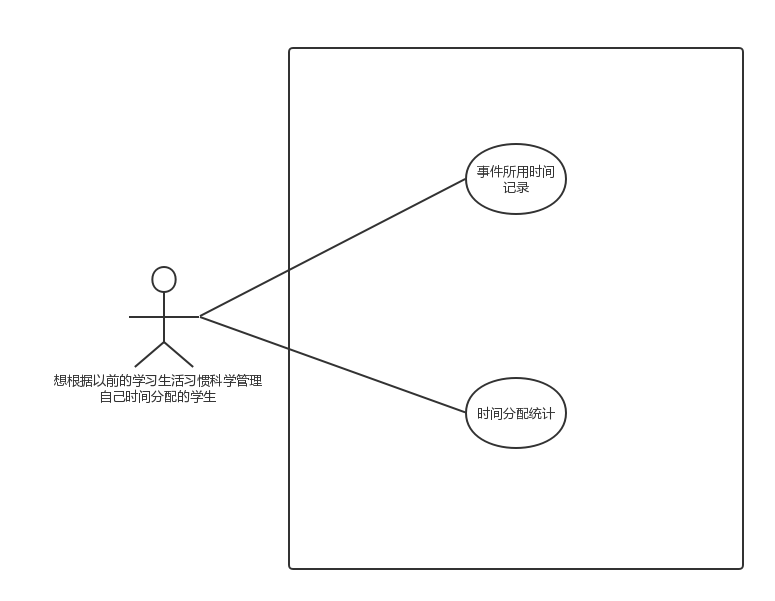 事件所用时间
记录
想根据以前的学习生活习惯科学管理
自己时间分配的学生
时间分配统计